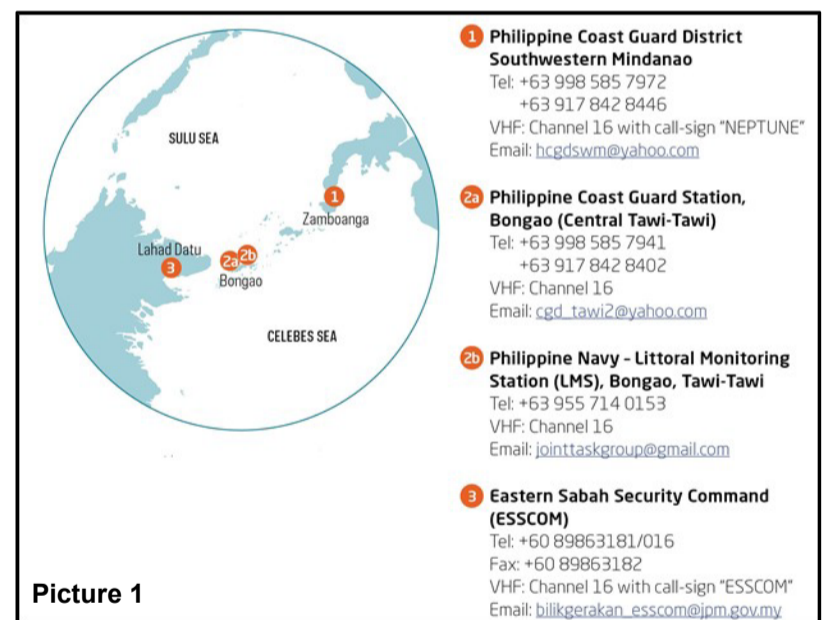 SULU SEA
1
Zamboanga
Lahad Datu
3
2a
2b
Bongao
CELEBES SEA
Picture 1
1 Philippine Coast Guard District
Southwestern Mindanao
Tel: +63 998 585 7972
+63 917 842 8446
VHF: Channel 16 with call-sign "NEPTUNE"
Email: hcgdswm@yahoo.com
2a Philippine Coast Guard Station,
Bongao (Central Tawi-Tawi)
Tel: +63 998 585 7941
+63 917 842 8402
VHF: Channel 16
Email: cgd_tawi2@yahoo.com
2b Philippine Navy - Littoral Monitoring
Station (LMS), Bongao, Tawi-Tawi
Tel: +63 955 714 0153
VHF: Channel 16
Email: jointtaskgroup@gmail.com
3 Eastern Sabah Security Command
(ESSCOM)
Tel: +60 89863181/016
Fax: +60 89863182
VHF: Channel 16 with call-sign "ESSCOM"
Email: bilikgerakan_esscom@jpm.gov.my